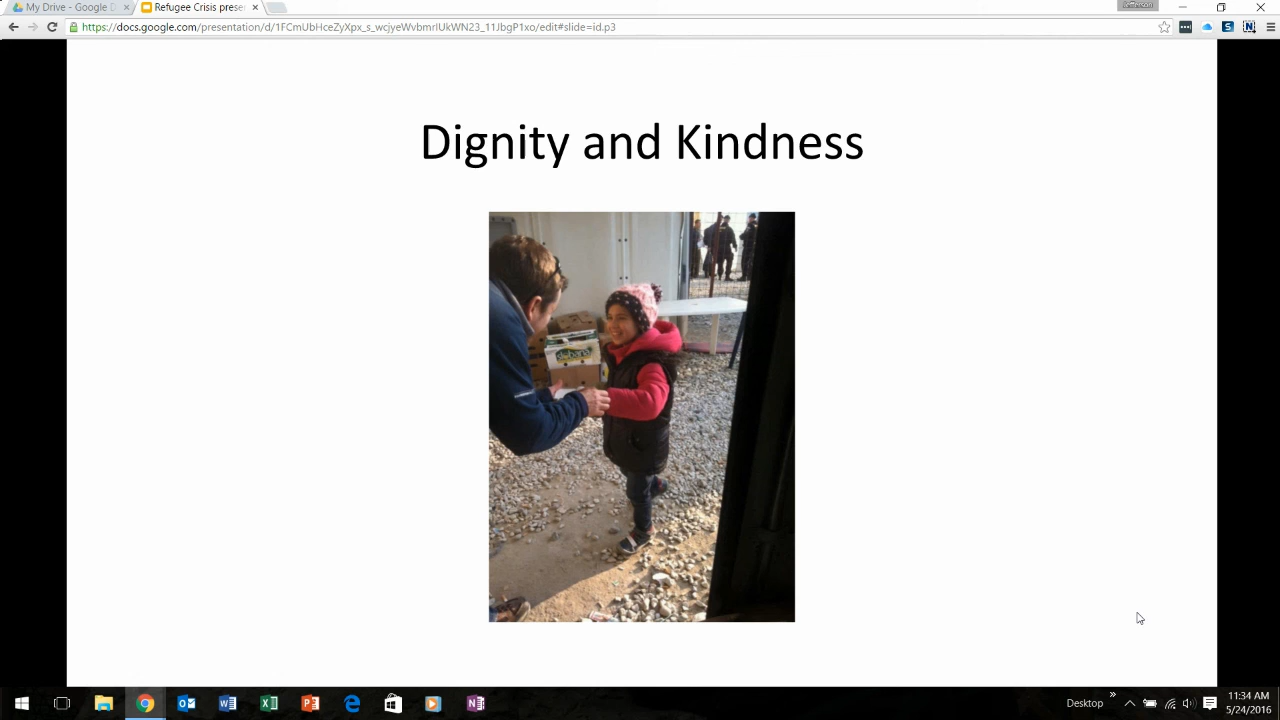 My Drive - Google D
Refugee Crisis prese
https://docs.google.com/presentation/d/1FCmUbHceZyXpx_s_wcjyeWvbmrIUkWN23_11JbgP1xo/edit#slide=id.p3
Dignity and Kindness
Desktop
11:34 AM
5/24/2016